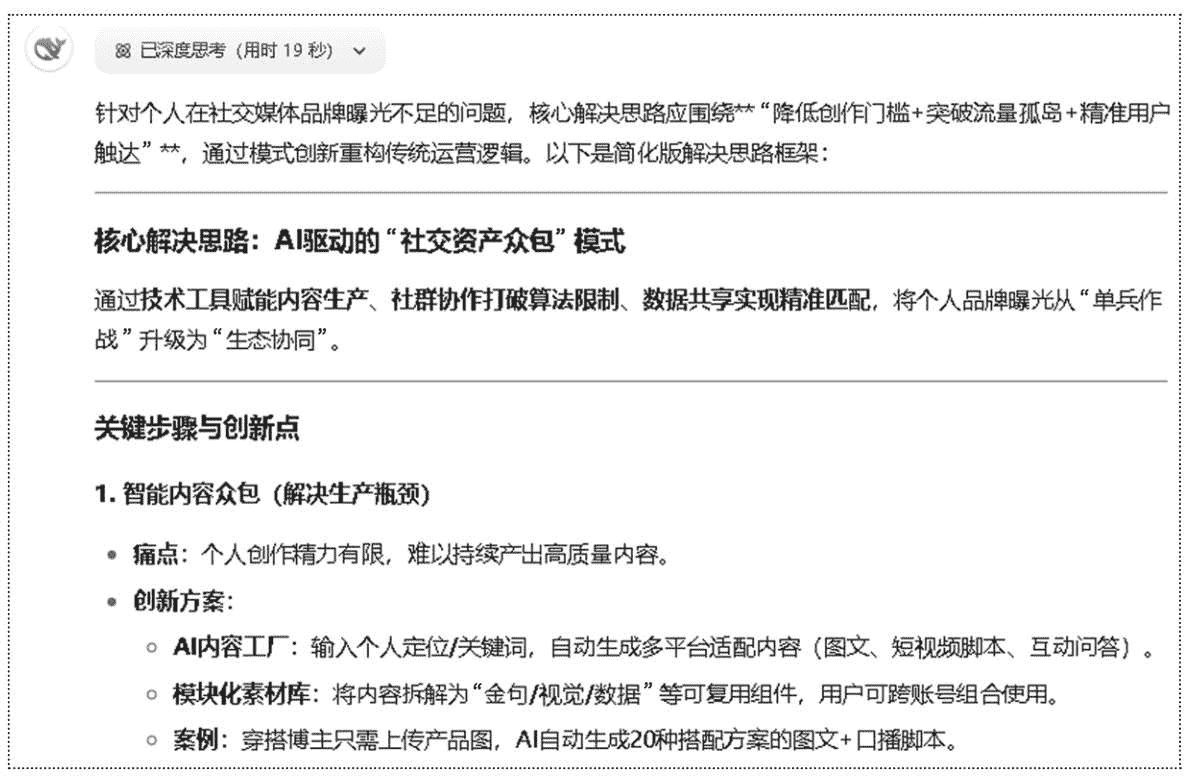 已深度思考（用时 19 秒）
针对个人在社交媒体品牌曝光不足的问题，核心解决思路应围绕**“降低创作门槛+突破流量孤岛+精准用户
触达”**，通过模式创新重构传统运营逻辑。以下是简化版解决思路框架：
核心解决思路：AI驱动的“社交资产众包”模式
通过技术工具赋能内容生产、社群协作打破算法限制、数据共享实现精准匹配，将个人品牌曝光从“单兵作
战”升级为“生态协同”。
关键步骤与创新点
1. 智能内容众包（解决生产瓶颈）
• 痛点：个人创作精力有限，难以持续产出高质量内容。
• 创新方案：
○ AI内容工厂：输入个人定位/关键词，自动生成多平台适配内容（图文、短视频脚本、互动问答）。
○ 模块化素材库：将内容拆解为“金句/视觉/数据”等可复用组件，用户可跨账号组合使用。
○ 案例：穿搭博主只需上传产品图，AI自动生成20种搭配方案的图文+口播脚本。